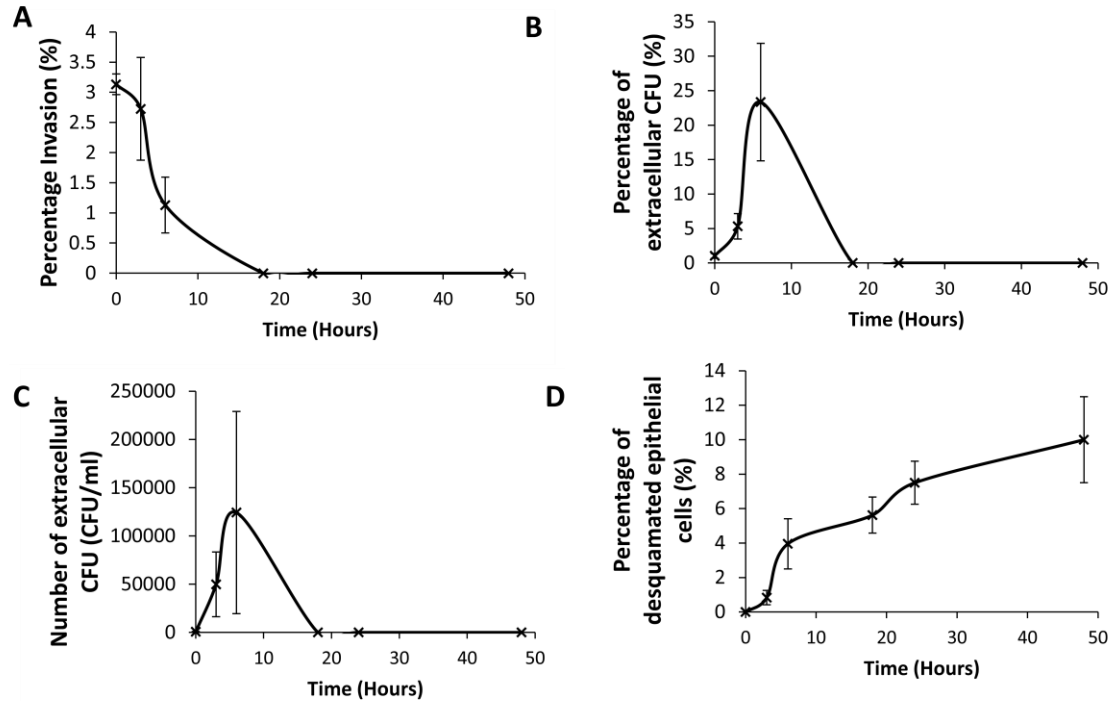 A
Percentage Invasion (%)
4
3.5
3
2.5
2
1.5
1
0.5
0
0 10 20 30 40 50
Time (Hours)
B
Percentage of
extracellular CFU (%)
35
30
25
20
15
10
5
0
0 10 20 30 40 50
Time (Hours)
C
Number of extracellular
CFU (CFU/ml)
250000
200000
150000
100000
50000
0
0 10 20 30 40 50
Time (Hours)
D
Percentage of
desquamated epithelial
cells (%)
14
12
10
8
6
4
2
0
0 10 20 30 40 50
Time (Hours)